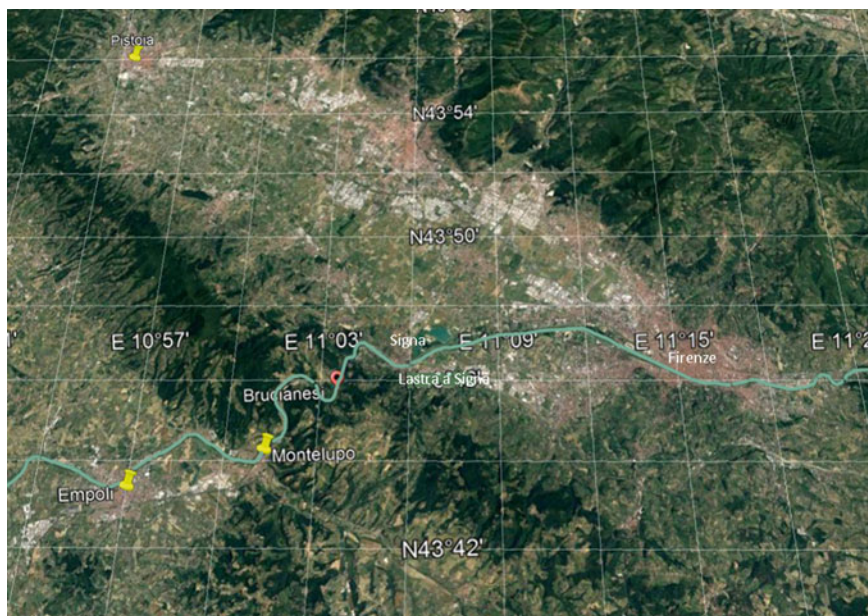 Pistoia
N43°54'
N43°50'
E 10°57'
E 11°03'
Signa
E 11°09'
E 11°15'
Firenze
Lastra a Signa
Brucianesi
Montelupo
Empoli
N43°42'